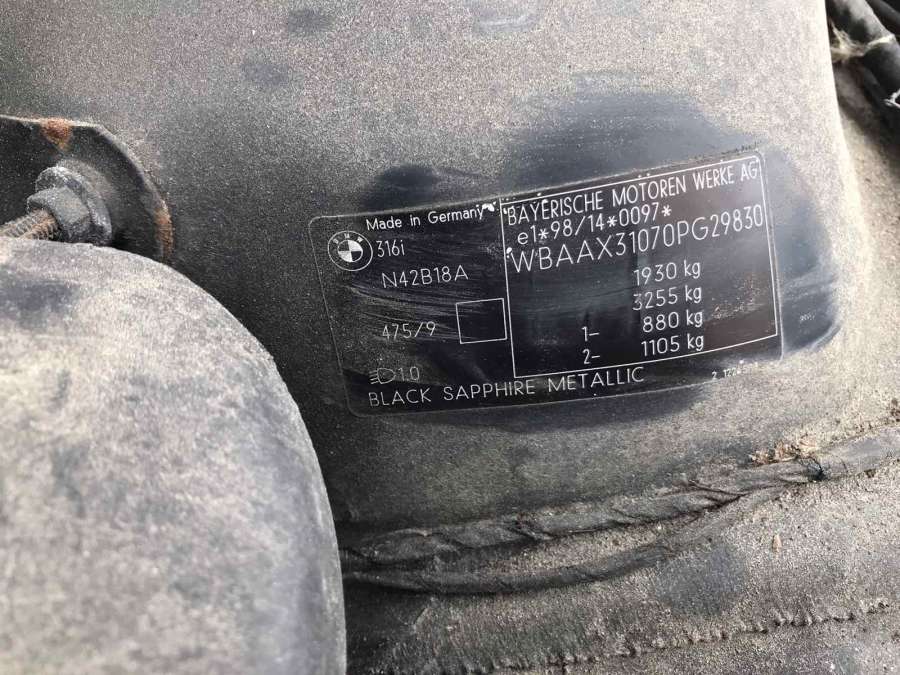 Made in Germany
BMW
316i
N42B18A
475/9
1.0
BLACK SAPPHIRE METALLIC
BAYERISCHE MOTOREN WERKE AG
e1*98/14*0097*
WBAAX31070PG29830
1930 kg
3255 kg
1- 880 kg
2- 1105 kg